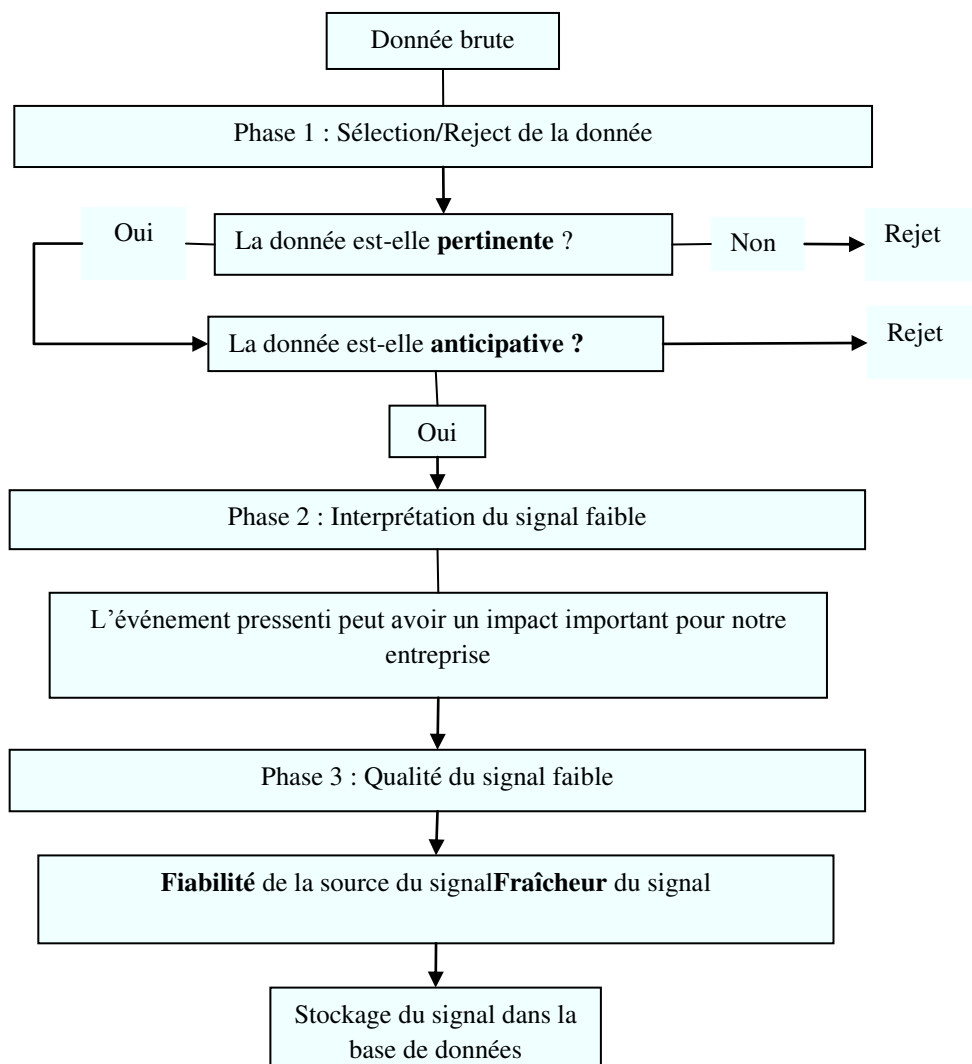 Donnée brute
Phase 1 : Sélection/Reject de la donnée
Oui
La donnée est-elle pertinente ?
Non
Rejet
La donnée est-elle anticipative ?
Rejet
Oui
Phase 2 : Interprétation du signal faible
L’événement pressenti peut avoir un impact important pour notre
entreprise
Phase 3 : Qualité du signal faible
Fiabilité de la source du signalFraîcheur du signal
Stockage du signal dans la
base de données